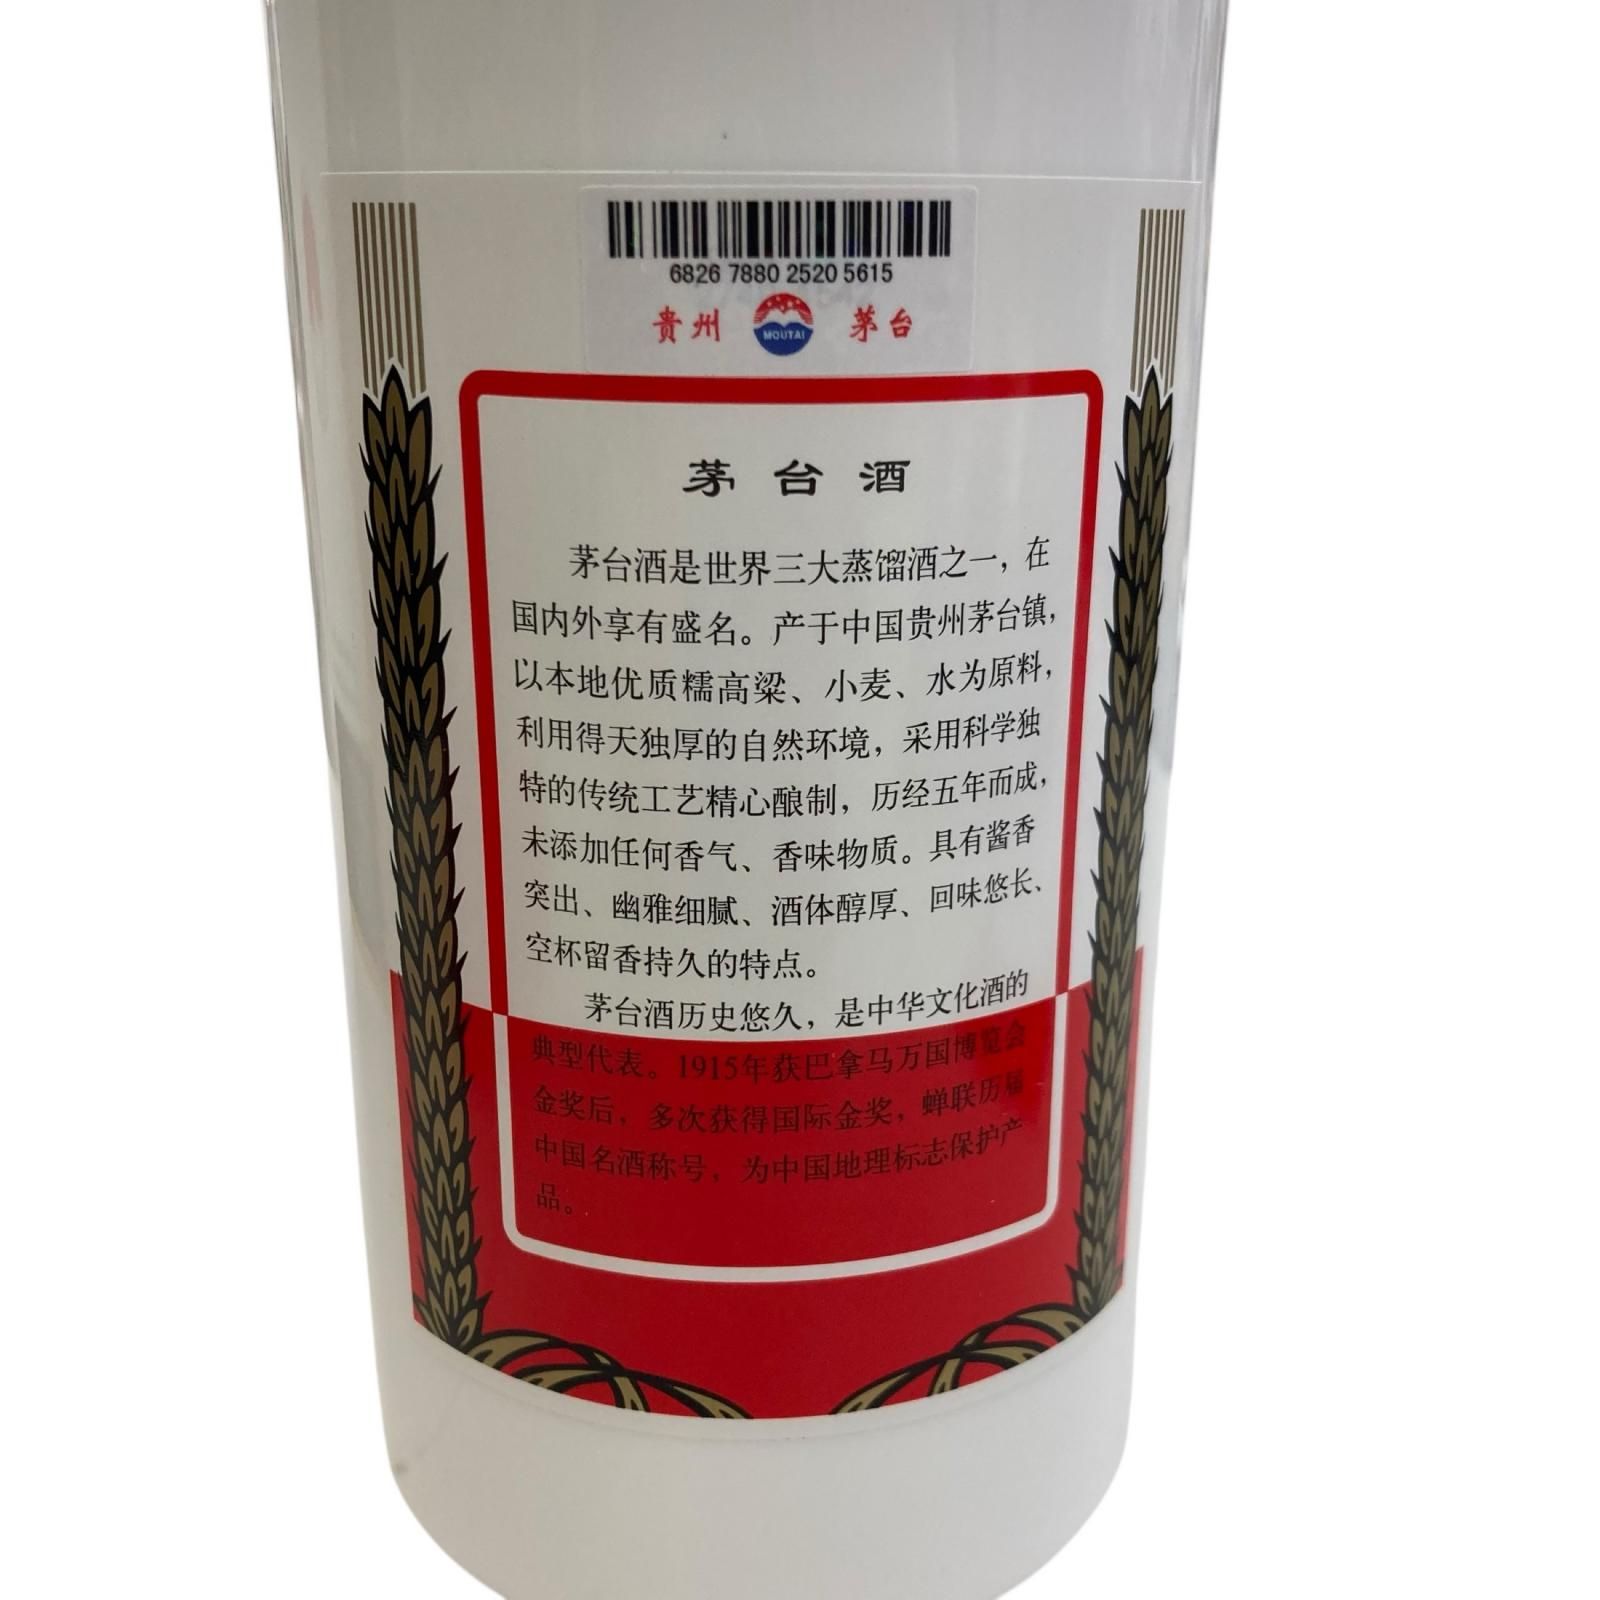 6826 7880 2520 5615
贵州 MOUTAI 茅台
茅台酒
茅台酒是世界三大蒸馏酒之一，在
国内外享有盛名。产于中国贵州茅台镇，
以本地优质糯高粱、小麦、水为原料，
利用得天独厚的自然环境，采用科学独
特的传统工艺精心酿制，历经五年而成，
未添加任何香气、香味物质。具有酱香
突出、幽雅细腻、酒体醇厚、回味悠长、
空杯留香持久的特点。
茅台酒历史悠久，是中华文化酒的
典型代表。1915年获巴拿马万国博览会
金奖后，多次获得国际金奖，蝉联历届
中国名酒称号，为中国地理标志保护产
品。